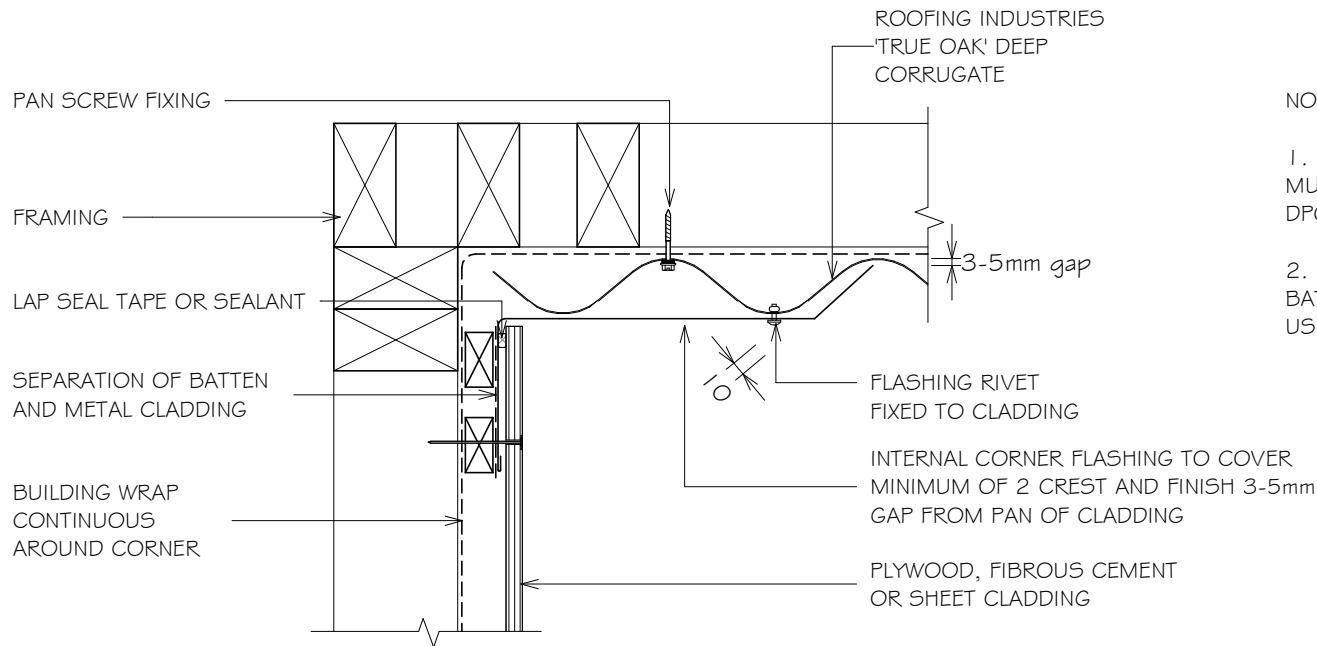 ROOFING INDUSTRIES
'TRUE OAK' DEEP
CORRUGATE
PAN SCREW FIXING
FRAMING
3-5mm gap
LAP SEAL TAPE OR SEALANT
SEPARATION OF BATTEN
AND METAL CLADDING
10
FLASHING RIVET
FIXED TO CLADDING
INTERNAL CORNER FLASHING TO COVER
MINIMUM OF 2 CREST AND FINISH 3-5mm
GAP FROM PAN OF CLADDING
BUILDING WRAP
CONTINUOUS
AROUND CORNER
PLYWOOD, FIBROUS CEMENT
OR SHEET CLADDING
NO
1.
MU
DPC
2.
BAT
US